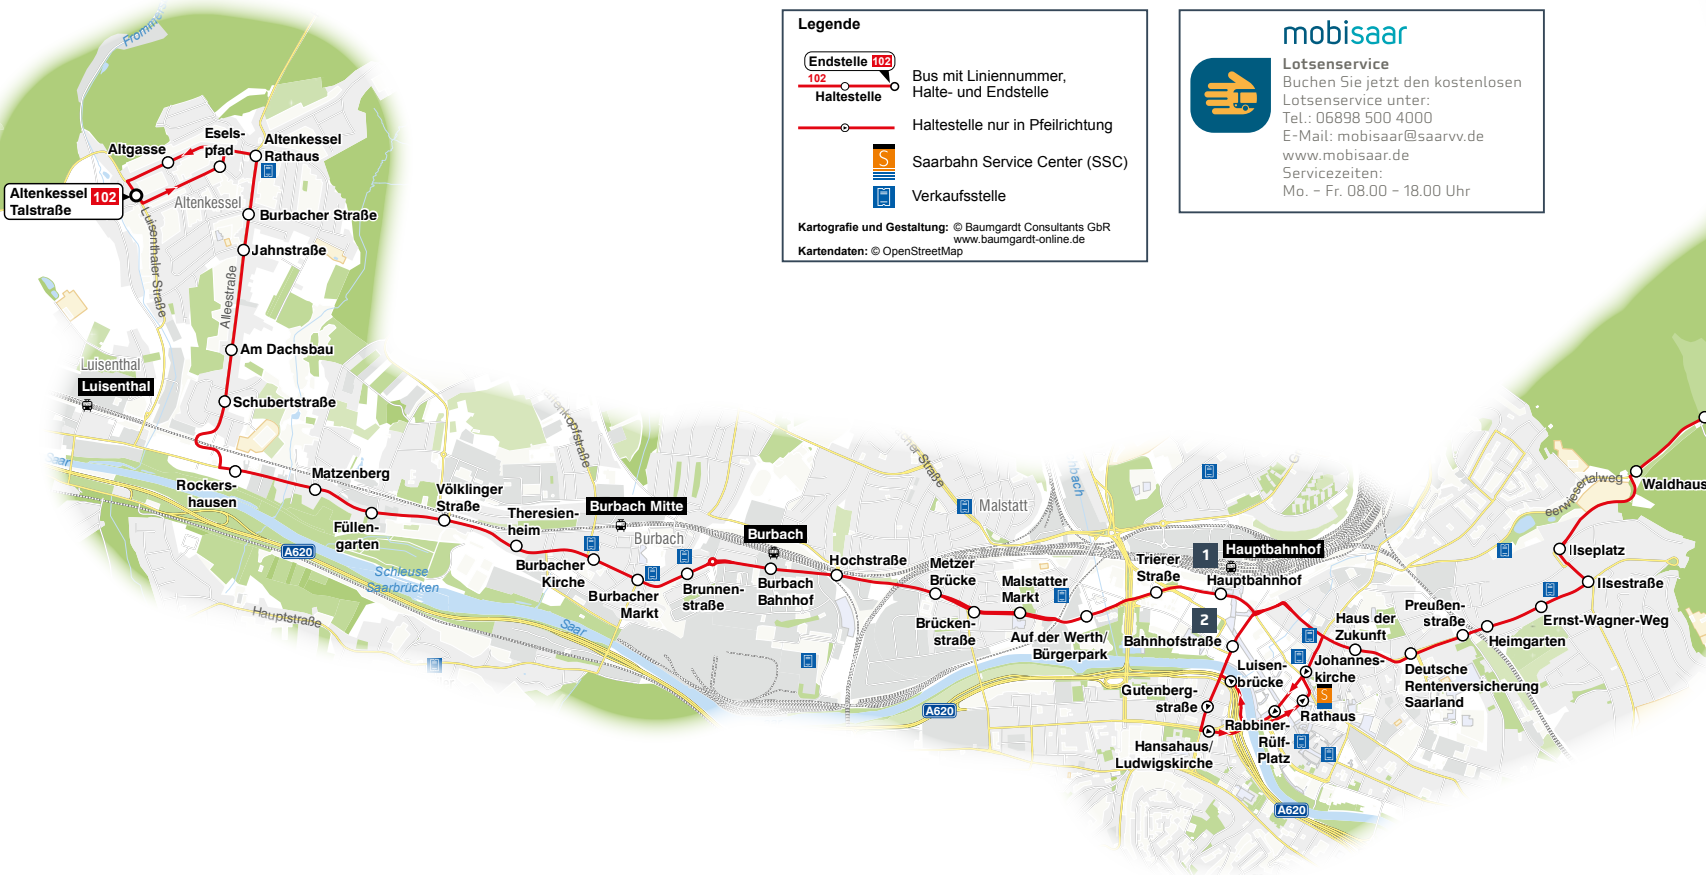 Legende
Endstelle 102
102
Haltestelle
Bus mit Liniennummer,
Halte- und Endstelle
Haltestelle nur in Pfeilrichtung
S
Saarbahn Service Center (SSC)
Verkaufsstelle
Kartografie und Gestaltung: © Baumgardt Consultants GbR
www.baumgardt-online.de
Kartendaten: © OpenStreetMap
mobisaar
Lotsenservice
Buchen Sie jetzt den kostenlosen
Lotsenservice unter:
Tel.: 06898 500 4000
E-Mail: mobisaar@saarvv.de
www.mobisaar.de
Servicezeiten:
Mo. – Fr. 08.00 – 18.00 Uhr
Altgasse
Esels-
pfad
Altenkessel
Rathaus
Altenkessel 102
Talstraße
Altenkessel
Luisenthaler Straße
Burbacher Straße
Jahnstraße
Alleestraße
Am Dachsbau
Luisenthal
Luisenthal
Schubertstraße
Rockers-
hausen
Matzenberg
Füllen-
garten
Völklinger
Straße
Theresien-
heim
Burbach Mitte
Burbach
Burbach
Burbacher
Kirche
Burbacher
Markt
Brunnen-
straße
Burbach
Bahnhof
Hochstraße
A620
Schleuse
Saarbrücken
Hauptstraße
Saar
Malstatt
Metzer
Brücke
Brücken-
straße
Malstatter
Markt
Auf der Werth/
Bürgerpark
Trierer
Straße
1
Hauptbahnhof
Hauptbahnhof
2
Bahnhofstraße
Luisen-
brücke
Gutenberg-
straße
Hansahaus/
Ludwigskirche
Rabbiner-
Rülf-
Platz
Rathaus
S
Johannes-
kirche
Haus der
Zukunft
Deutsche
Rentenversicherung
Saarland
Preußen-
straße
Heimgarten
Ernst-Wagner-Weg
Ilsestraße
Ilseplatz
Waldhaus
A620
A620